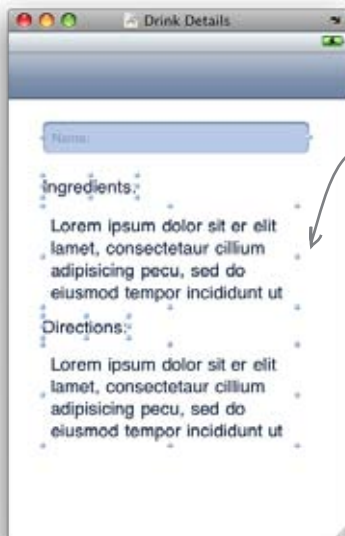 Drink Details
Name:
Ingredients:
Lorem ipsum dolor sit er elit
lamet, consectetaur cillium
adipisicing pecu, sed do
eiusmod tempor incididunt ut
Directions:
Lorem ipsum dolor sit er elit
lamet, consectetaur cillium
adipisicing pecu, sed do
eiusmod tempor incididunt ut